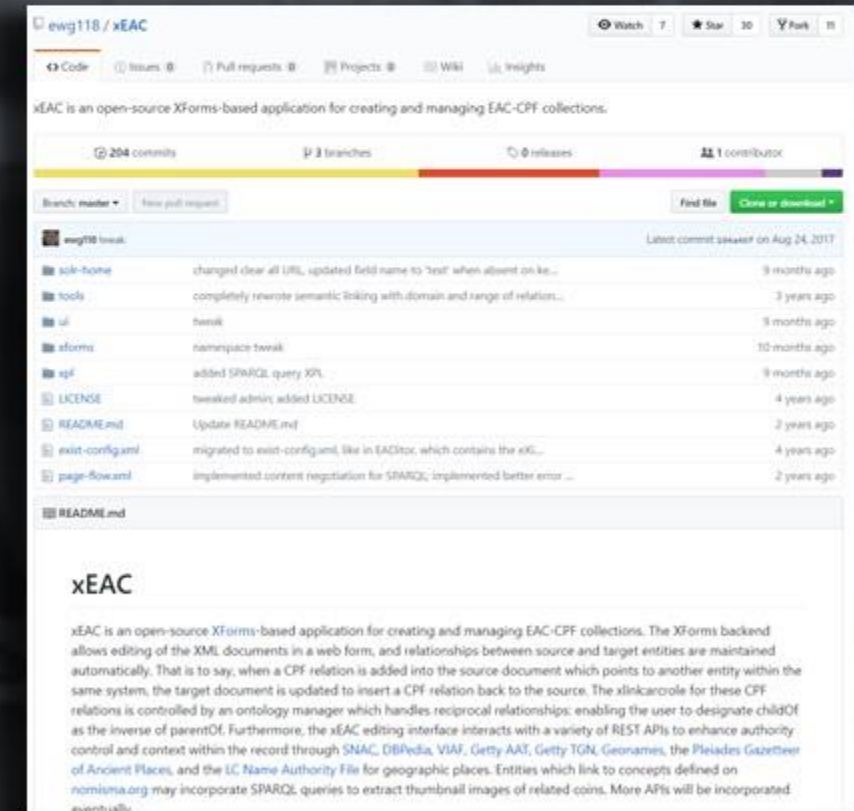 ewg118 / xEAC
Watch 7 Star 30 Fork 11
Code Issues 0 Pull requests 0 Projects 0 Wiki Insights
xEAC is an open-source XForms-based application for creating and managing EAC-CPF collections.
204 commits 3 branches 0 releases 1 contributor
Branch: master New pull request Find file Clone or download
ewg118 tweak Latest commit on Aug 24, 2017
solr-home changed clear all URL, updated field name to 'text' when absent on ke... 9 months ago
tools completely rewrote semantic linking with domain and range of relation... 3 years ago
ui tweak 9 months ago
xforms namespace tweak 10 months ago
xpl added SPARQL query XPL 9 months ago
LICENSE tweaked admin; added LICENSE 4 years ago
README.md Update README.md 2 years ago
exist-config.xml migrated to exist-config.xml, like in EADitor, which contains the eXi... 4 years ago
page-flow.xml implemented content negotiation for SPARQL; implemented better error ... 2 years ago
README.md
xEAC
xEAC is an open-source XForms-based application for creating and managing EAC-CPF collections. The XForms backend
allows editing of the XML documents in a web form, and relationships between source and target entities are maintained
automatically. That is to say, when a CPF relation is added into the source document which points to another entity within the
same system, the target document is updated to insert a CPF relation back to the source. The xlink:arcrole for these CPF
relations is controlled by an ontology manager which handles reciprocal relationships: enabling the user to designate childOf
as the inverse of parentOf. Furthermore, the xEAC editing interface interacts with a variety of REST APIs to enhance authority
control and context within the record through SNAC, DBPedia, VIAF, Getty AAT, Getty TGN, Geonames, the Pleiades Gazetteer
of Ancient Places, and the LC Name Authority File for geographic places. Entities which link to concepts defined on
nomisma.org may incorporate SPARQL queries to extract thumbnail images of related coins. More APIs will be incorporated
eventually.